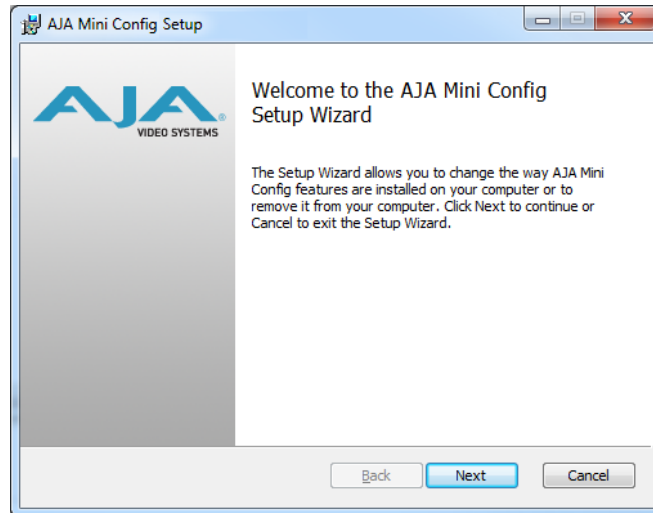 AJA Mini Config Setup
AJA®
VIDEO SYSTEMS
Welcome to the AJA Mini Config
Setup Wizard
The Setup Wizard allows you to change the way AJA Mini
Config features are installed on your computer or to
remove it from your computer. Click Next to continue or
Cancel to exit the Setup Wizard.
Back
Next
Cancel